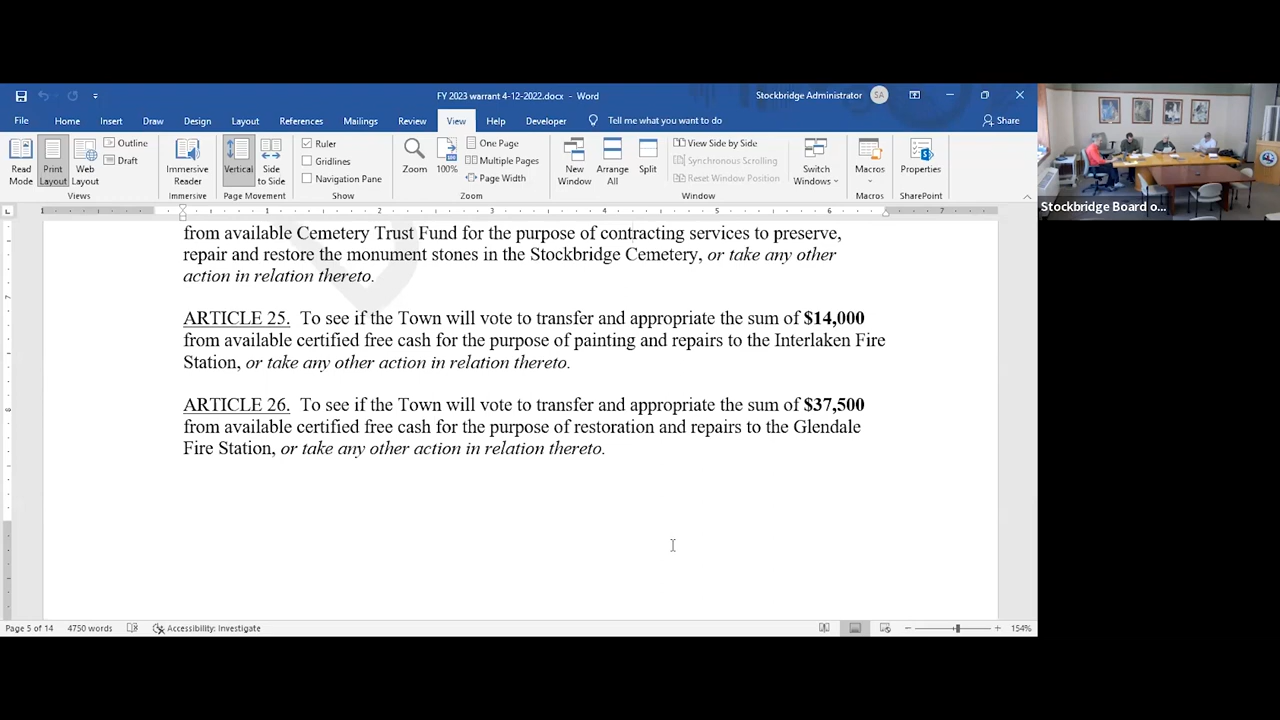 FY 2023 warrant 4-12-2022.docx - Word
Stockbridge Administrator SA
File Home Insert Draw Design Layout References Mailings Review View Help Developer Tell me what you want to do Share
Read Mode
Print Layout
Web Layout
Outline
Draft
Views
Immersive Reader
Immersive
Vertical
Side to Side
Page Movement
Ruler
Gridlines
Navigation Pane
Show
Zoom
100%
One Page
Multiple Pages
Page Width
Zoom
New Window
Arrange All
Split
View Side by Side
Synchronous Scrolling
Reset Window Position
Window
Switch Windows
Macros
Macros
Properties
SharePoint
Stockbridge Board o...
1 1 2 3 4 5 6 7
from available Cemetery Trust Fund for the purpose of contracting services to preserve,
repair and restore the monument stones in the Stockbridge Cemetery, or take any other
action in relation thereto.
ARTICLE 25. To see if the Town will vote to transfer and appropriate the sum of $14,000
from available certified free cash for the purpose of painting and repairs to the Interlaken Fire
Station, or take any other action in relation thereto.
ARTICLE 26. To see if the Town will vote to transfer and appropriate the sum of $37,500
from available certified free cash for the purpose of restoration and repairs to the Glendale
Fire Station, or take any other action in relation thereto.
Page 5 of 14 4750 words Accessibility: Investigate 154%